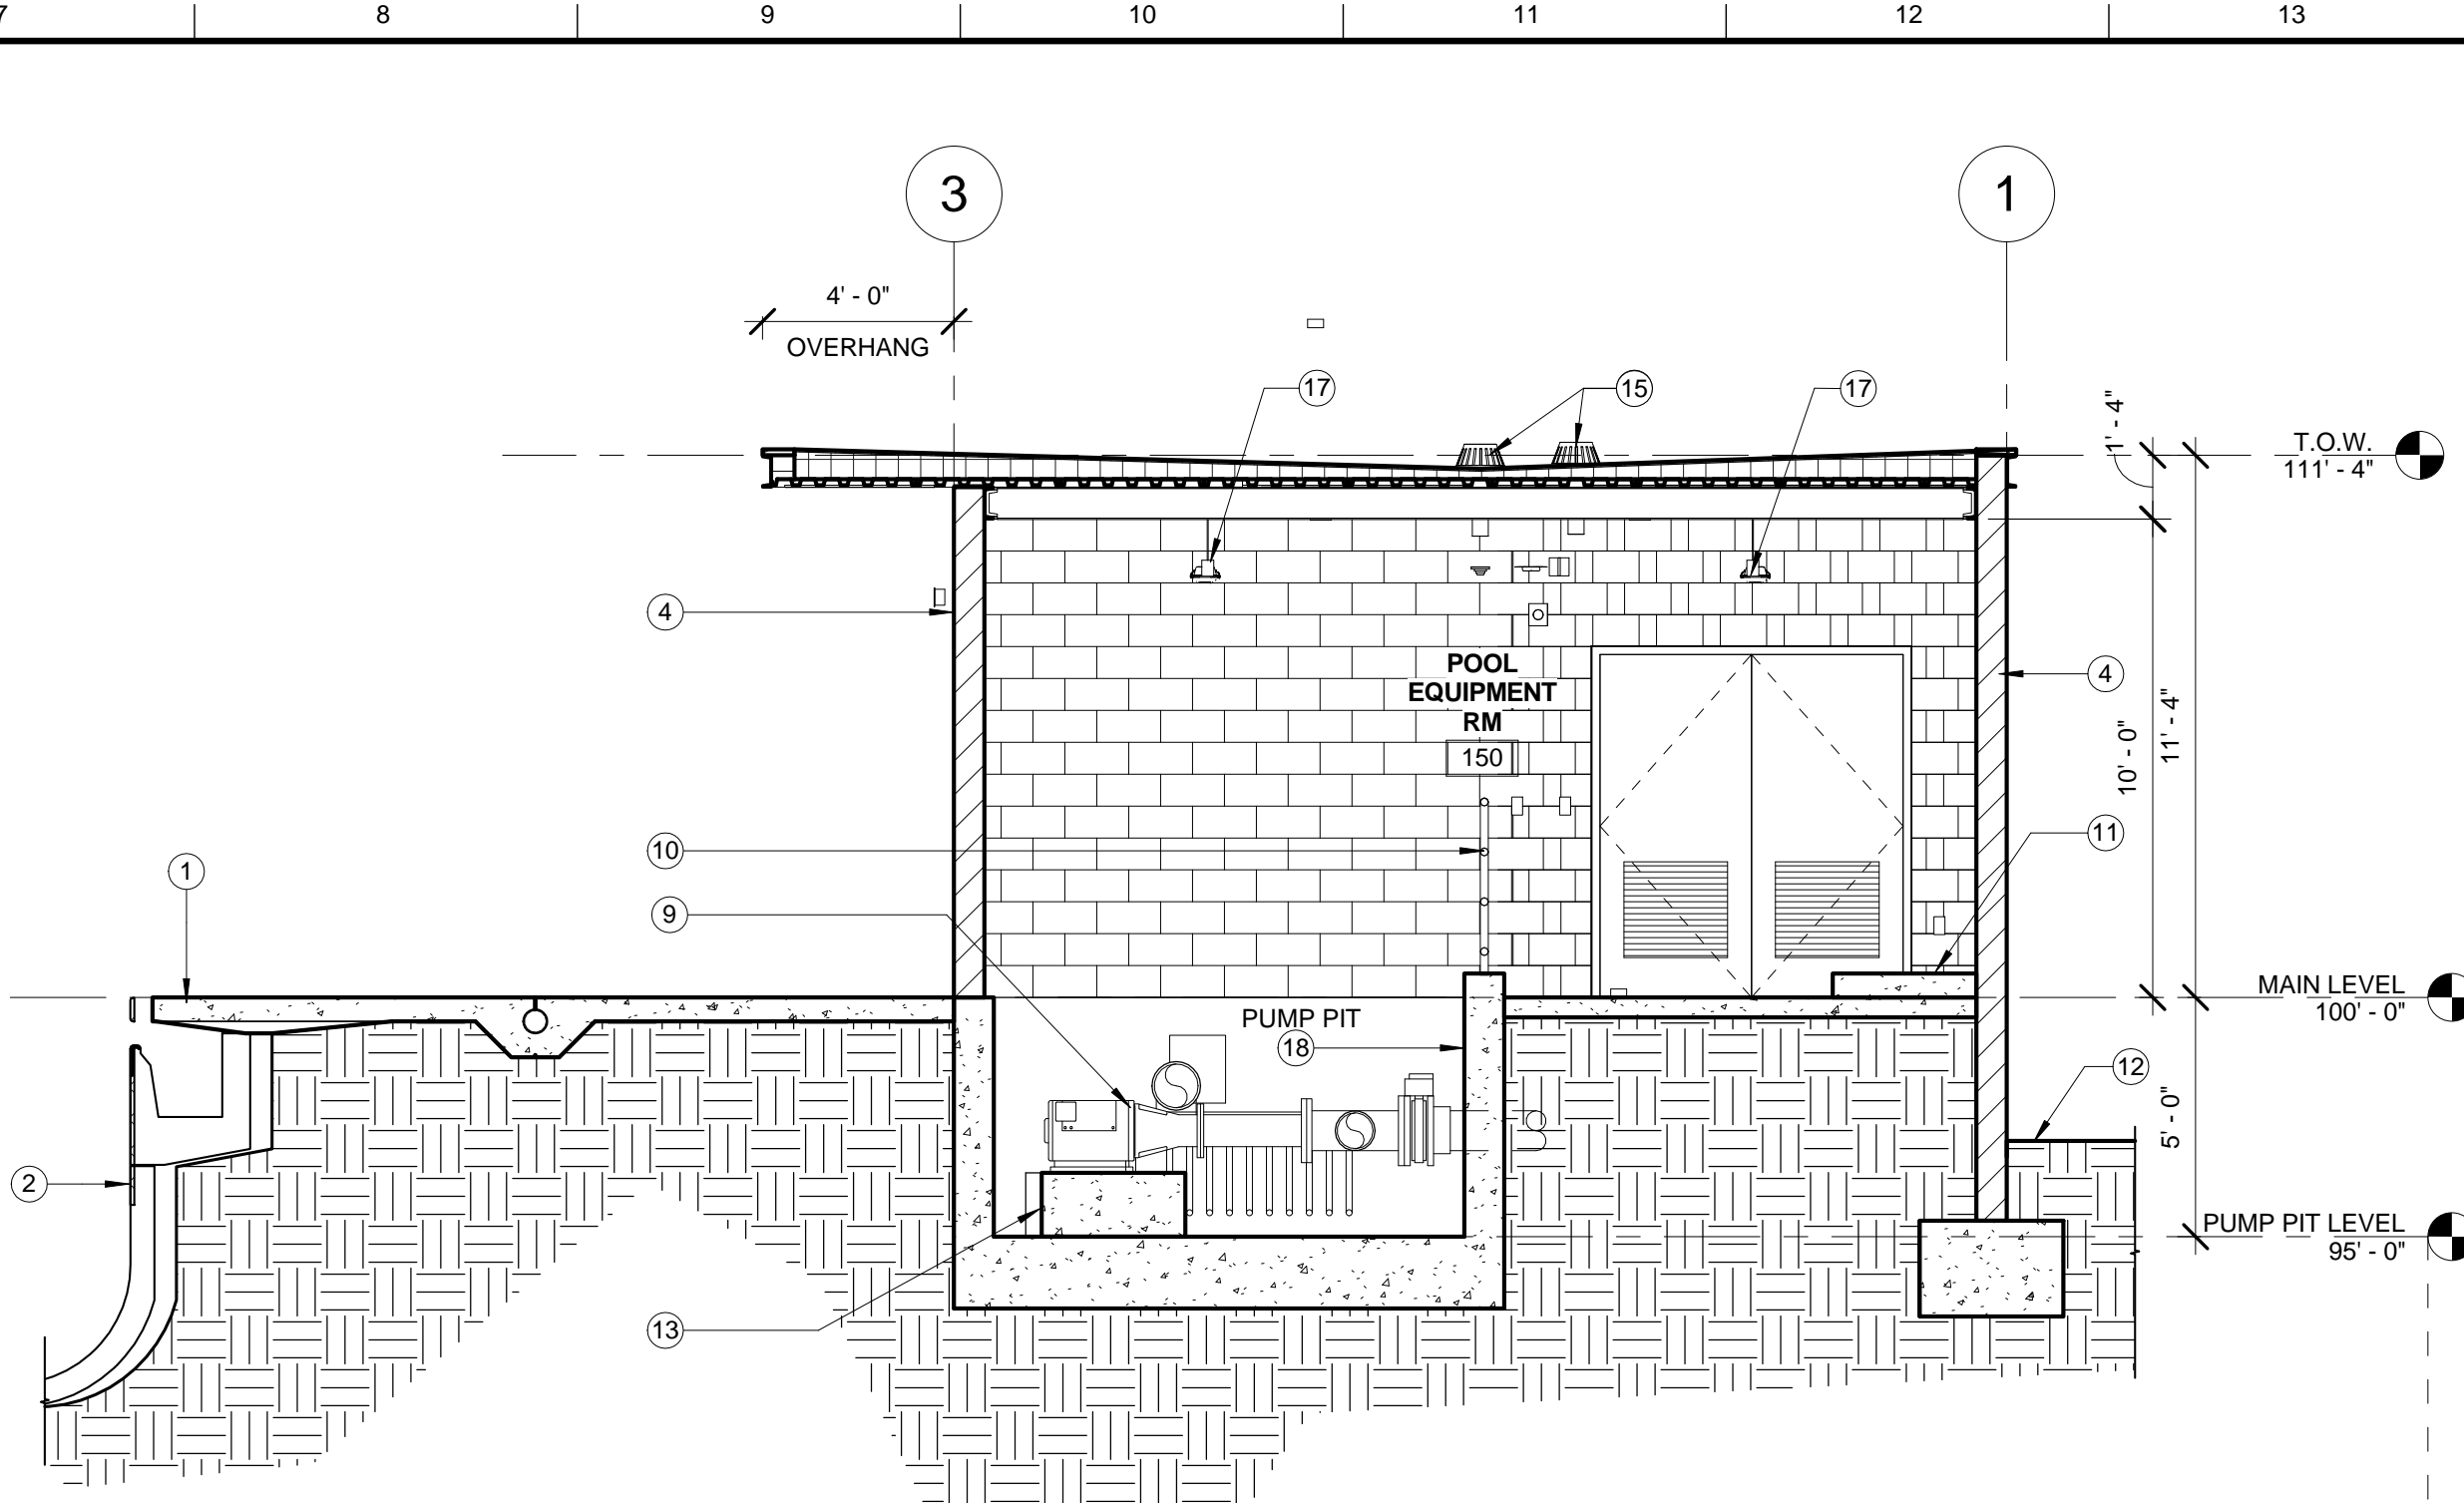 7 8 9 10 11 12 13
3 1
4' - 0"
OVERHANG
17 15 17
1' - 4"
T.O.W.
111' - 4"
4
POOL
EQUIPMENT
RM
150
4
10' - 0"
11' - 4"
10
11
1
9
MAIN LEVEL
100' - 0"
PUMP PIT
18
12
2
5' - 0"
PUMP PIT LEVEL
95' - 0"
13